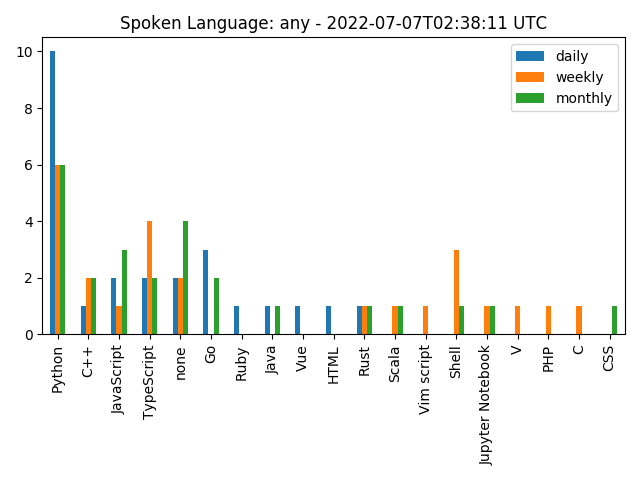 Spoken Language: any - 2022-07-07T02:38:11 UTC
daily
weekly
monthly
10
8
6
4
2
0
Python
C++
JavaScript
TypeScript
none
Go
Ruby
Java
Vue
HTML
Rust
Scala
Vim script
Shell
Jupyter Notebook
V
PHP
C
CSS